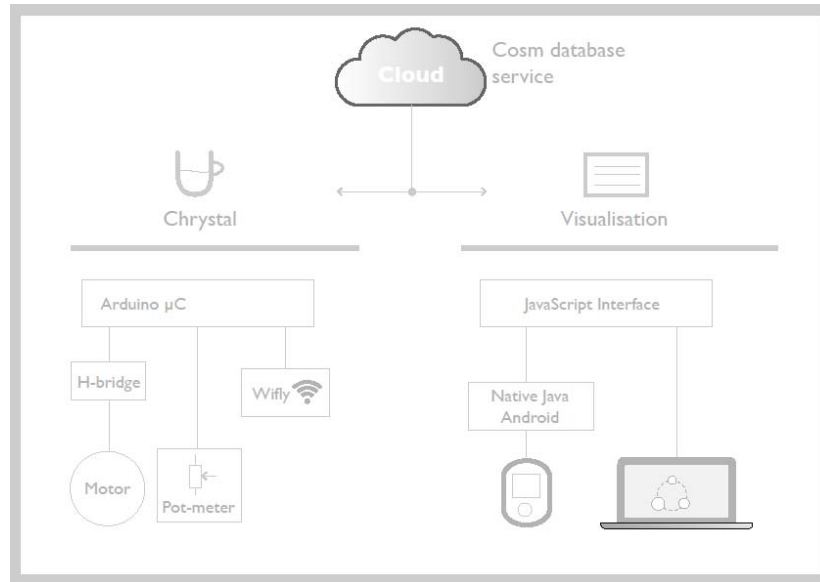 Cloud
Cosm database
service
Chrystal
Visualisation
Arduino µC
JavaScript Interface
H-bridge
Wifly
Native Java
Android
Motor
Pot-meter